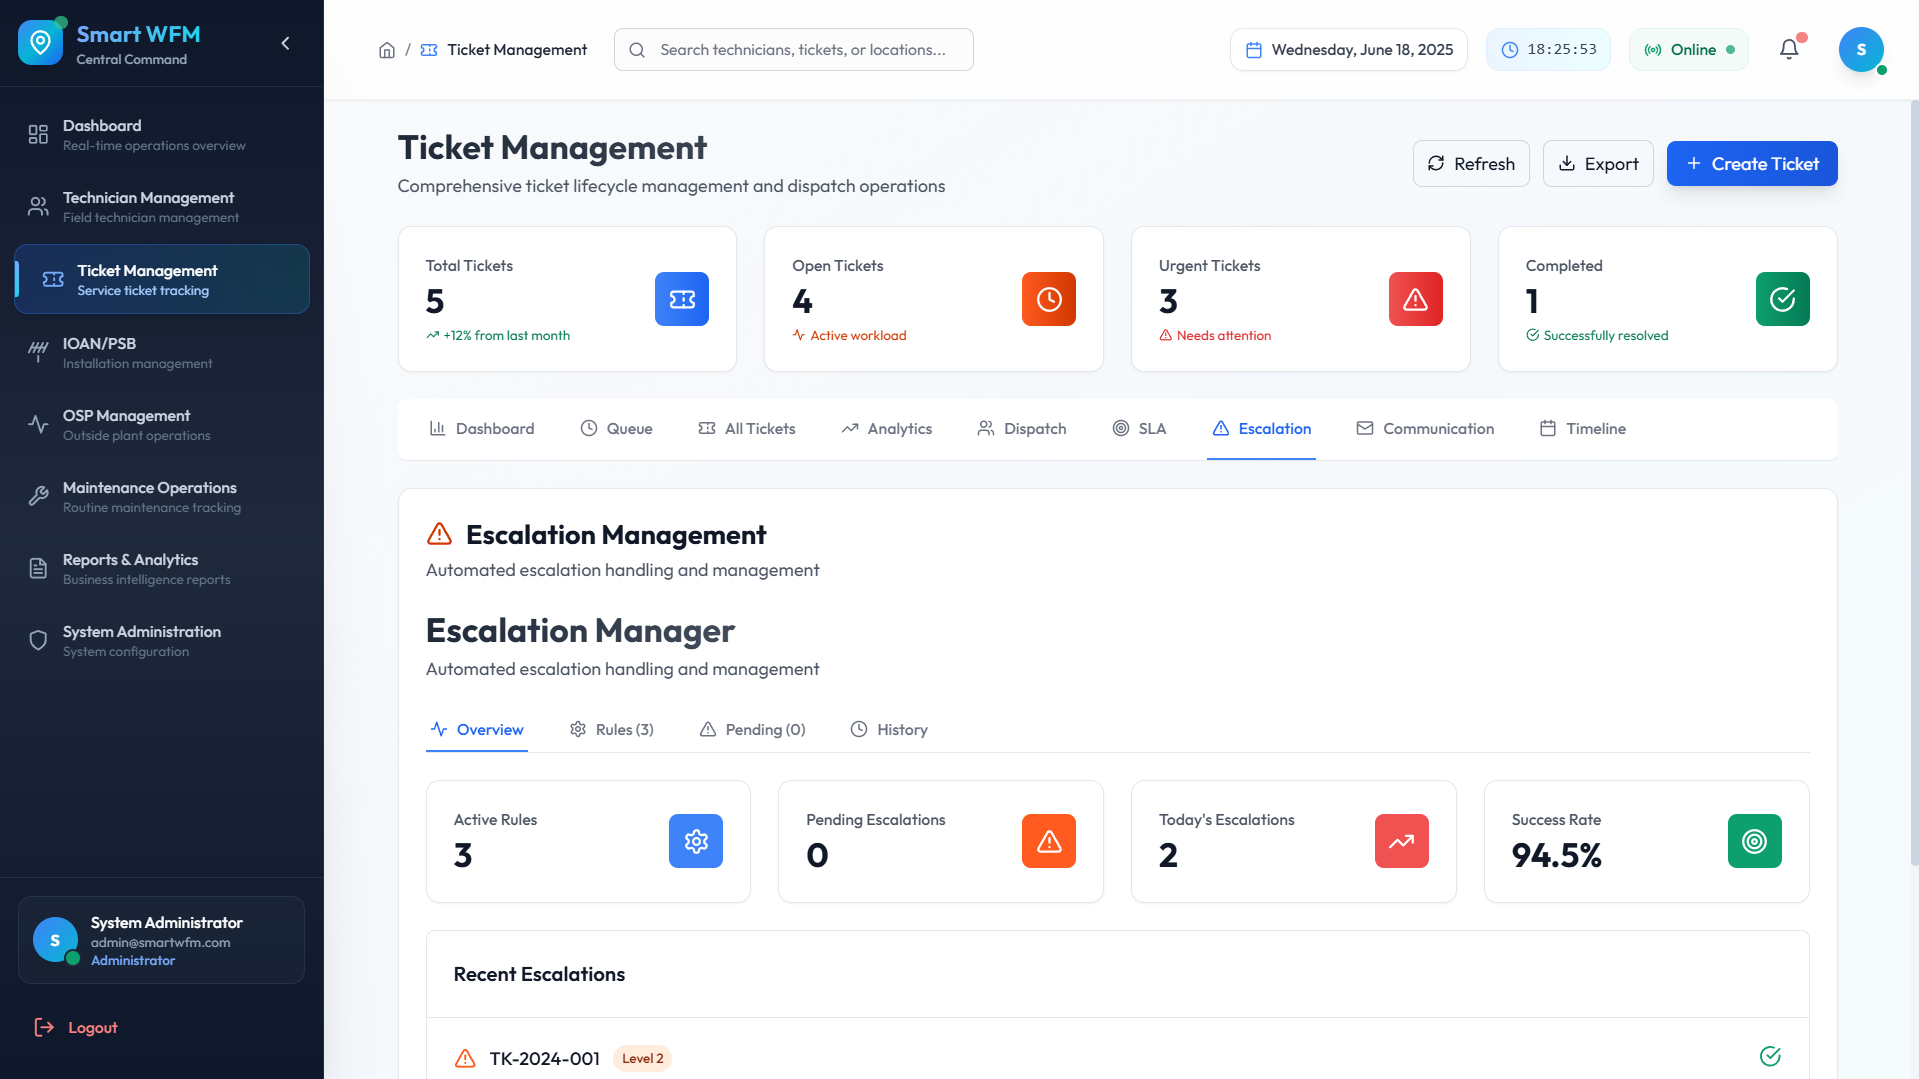 Smart WFM
Central Command
Dashboard
Real-time operations overview
Technician Management
Field technician management
Ticket Management
Service ticket tracking
IOAN/PSB
Installation management
OSP Management
Outside plant operations
Maintenance Operations
Routine maintenance tracking
Reports & Analytics
Business intelligence reports
System Administration
System configuration
S
System Administrator
admin@smartwfm.com
Administrator
Logout
/ Ticket Management
Search technicians, tickets, or locations...
Wednesday, June 18, 2025
18:25:53
Online
S
Ticket Management
Comprehensive ticket lifecycle management and dispatch operations
Refresh
Export
Create Ticket
Total Tickets
5
+12% from last month
Open Tickets
4
Active workload
Urgent Tickets
3
Needs attention
Completed
1
Successfully resolved
Dashboard
Queue
All Tickets
Analytics
Dispatch
SLA
Escalation
Communication
Timeline
Escalation Management
Automated escalation handling and management
Escalation Manager
Automated escalation handling and management
Overview
Rules (3)
Pending (0)
History
Active Rules
3
Pending Escalations
0
Today's Escalations
2
Success Rate
94.5%
Recent Escalations
TK-2024-001 Level 2